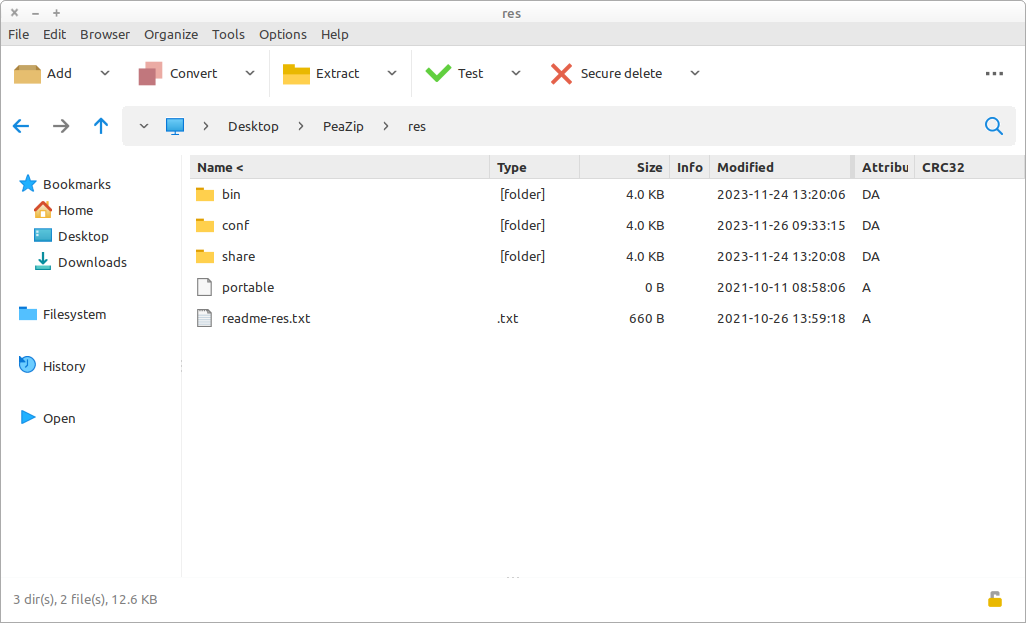 res
File Edit Browser Organize Tools Options Help
Add Convert Extract Test Secure delete
Desktop PeaZip res
Bookmarks
Home
Desktop
Downloads
Filesystem
History
Open
Name < Type Size Info Modified Attribu CRC32
bin [folder] 4.0 KB 2023-11-24 13:20:06 DA
conf [folder] 4.0 KB 2023-11-26 09:33:15 DA
share [folder] 4.0 KB 2023-11-24 13:20:08 DA
portable 0 B 2021-10-11 08:58:06 A
readme-res.txt .txt 660 B 2021-10-26 13:59:18 A
3 dir(s), 2 file(s), 12.6 KB